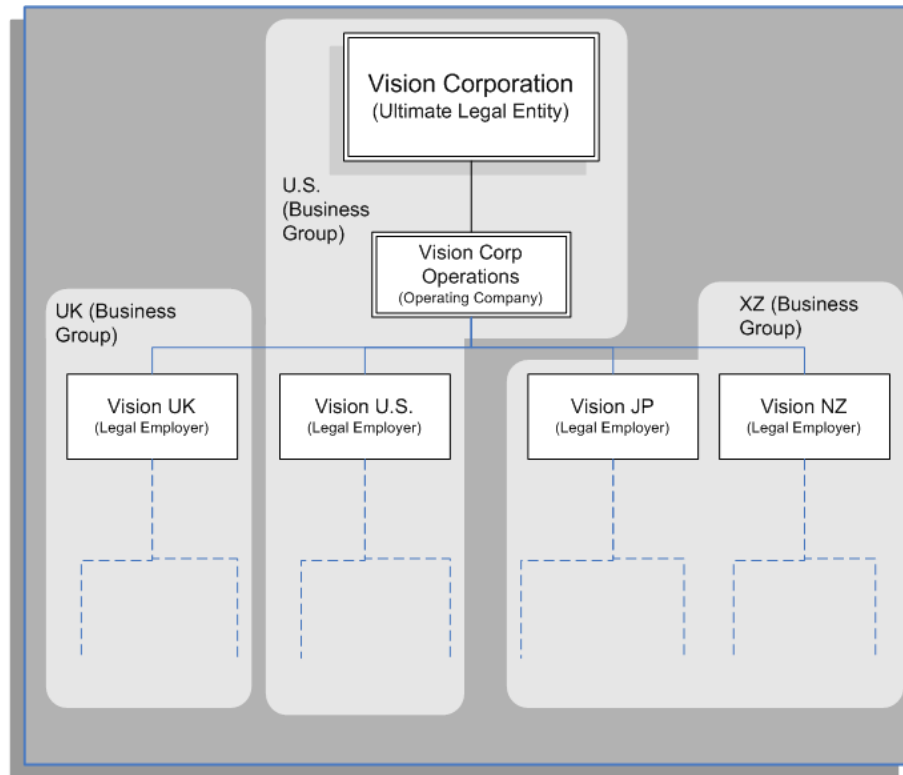 Vision Corporation
(Ultimate Legal Entity)
U.S.
(Business
Group)
Vision Corp
Operations
(Operating Company)
UK (Business
Group)
XZ (Business
Group)
Vision UK
(Legal Employer)
Vision U.S.
(Legal Employer)
Vision JP
(Legal Employer)
Vision NZ
(Legal Employer)